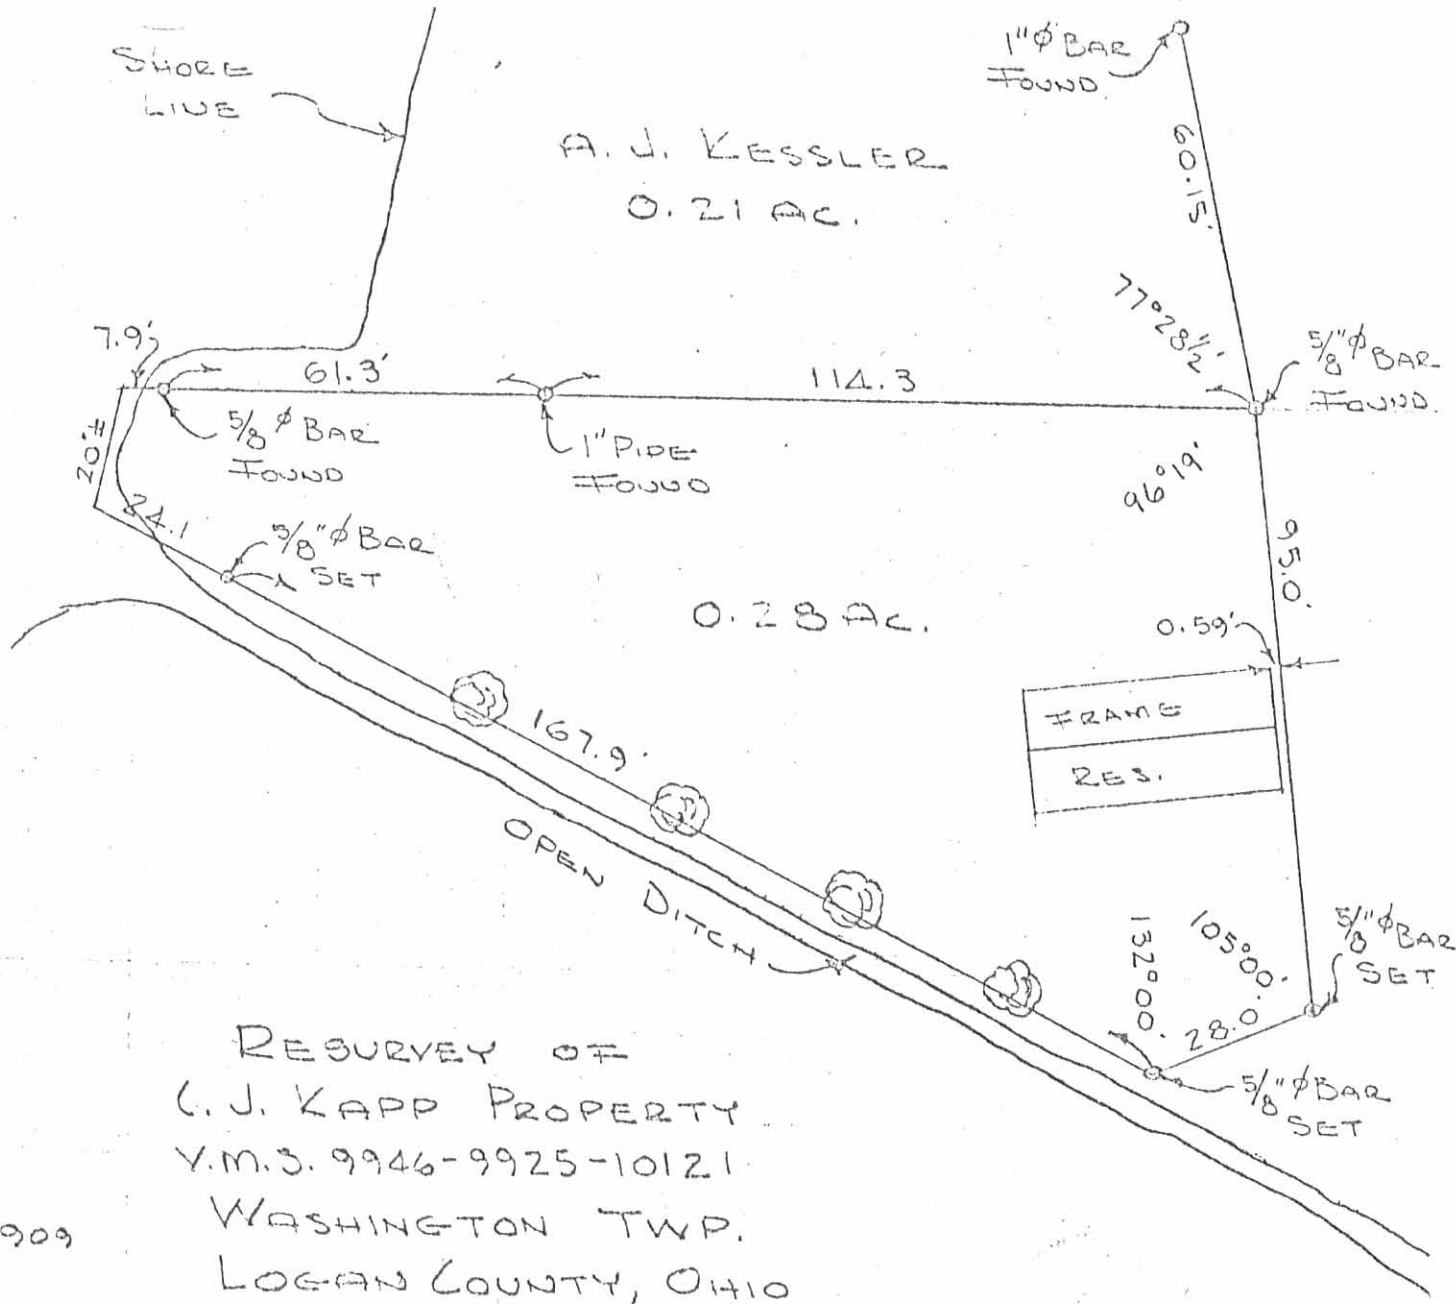 SHORE
LINE
1"ϕ BAR
FOUND
A. J. KESSLER
0.21 AC.
60.15'
77°28½'
5/8"ϕ BAR
FOUND
7.9'
61.3'
114.3
5/8 ϕ BAR
FOUND
1" PIPE
FOUND
96°19'
20'±
24.1
5/8"ϕ BAR
SET
95.0'
0.28 AC.
0.59'
FRAME
RES.
167.9'
OPEN DITCH
132°00'
105°00'
28.0'
5/8"ϕ BAR
SET
5/8"ϕ BAR
SET
RESURVEY OF
C. J. KAPP PROPERTY
V.M.S. 9946-9925-10121
WASHINGTON TWP.
LOGAN COUNTY, OHIO
909